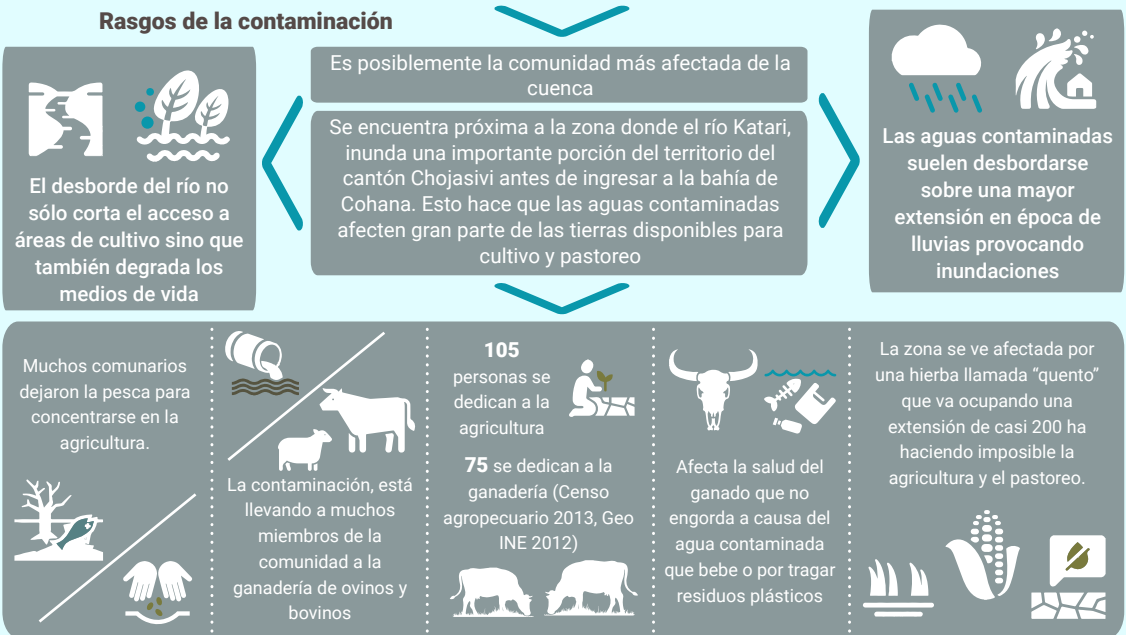 Rasgos de la contaminación
Es posiblemente la comunidad más afectada de la
cuenca
Se encuentra próxima a la zona donde el río Katari,
inunda una importante porción del territorio del
cantón Chojasivi antes de ingresar a la bahía de
Cohana. Esto hace que las aguas contaminadas
afecten gran parte de las tierras disponibles para
cultivo y pastoreo
El desborde del río no
sólo corta el acceso a
áreas de cultivo sino que
también degrada los
medios de vida
Las aguas contaminadas
suelen desbordarse
sobre una mayor
extensión en época de
lluvias provocando
inundaciones
Muchos comunarios
dejaron la pesca para
concentrarse en la
agricultura.
La contaminación, está
llevando a muchos
miembros de la
comunidad a la
ganadería de ovinos y
bovinos
105
personas se
dedican a la
agricultura
75 se dedican a la
ganadería (Censo
agropecuario 2013, Geo
INE 2012)
Afecta la salud del
ganado que no
engorda a causa del
agua contaminada
que bebe o por tragar
residuos plásticos
La zona se ve afectada por
una hierba llamada “quento”
que va ocupando una
extensión de casi 200 ha
haciendo imposible la
agricultura y el pastoreo.